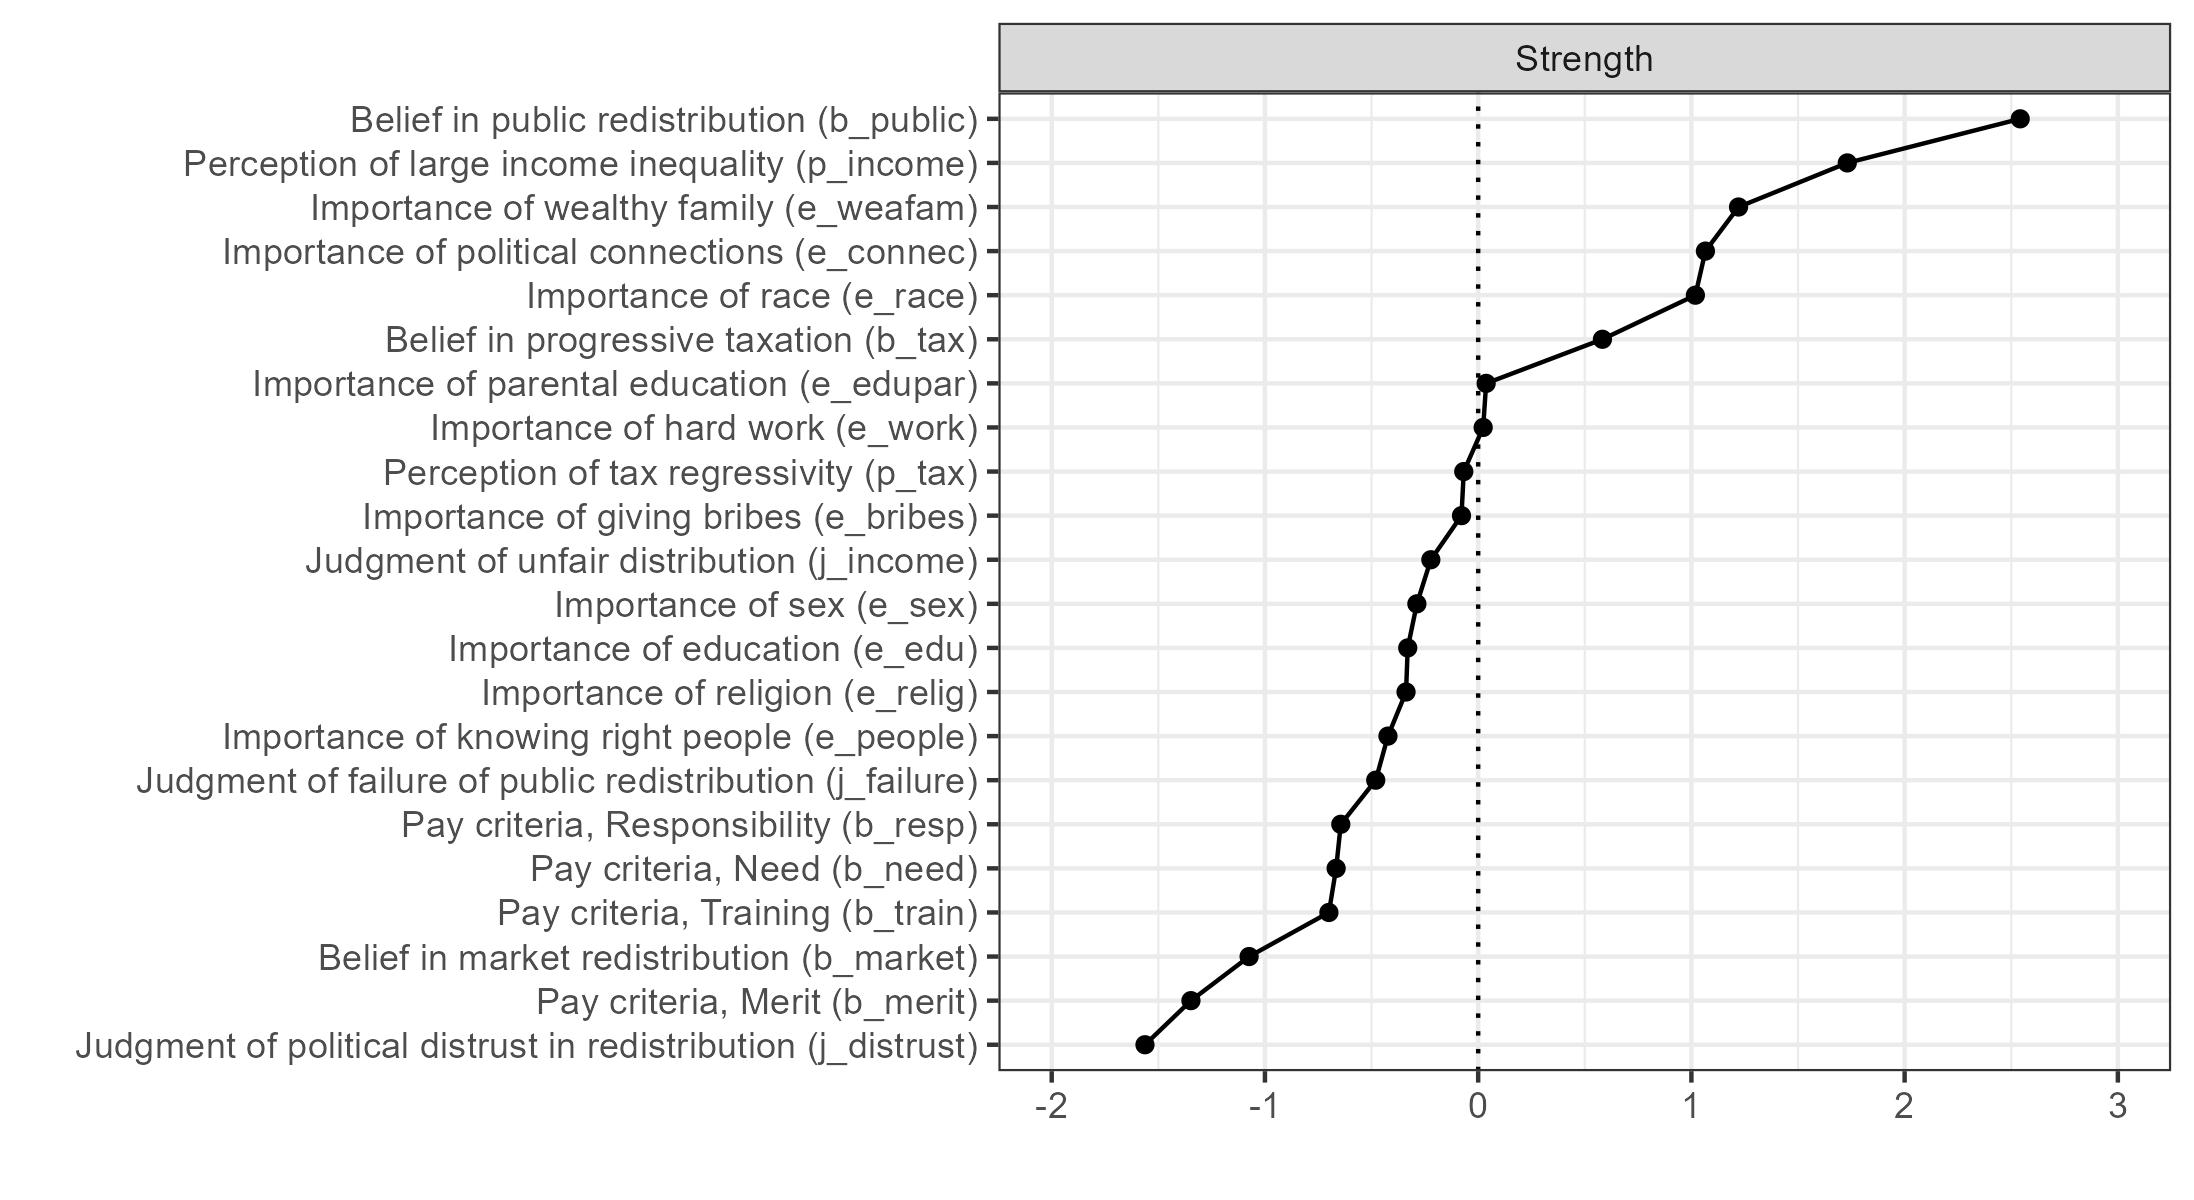 Strength
Belief in public redistribution (b_public)
Perception of large income inequality (p_income)
Importance of wealthy family (e_weafam)
Importance of political connections (e_connec)
Importance of race (e_race)
Belief in progressive taxation (b_tax)
Importance of parental education (e_edupar)
Importance of hard work (e_work)
Perception of tax regressivity (p_tax)
Importance of giving bribes (e_bribes)
Judgment of unfair distribution (j_income)
Importance of sex (e_sex)
Importance of education (e_edu)
Importance of religion (e_relig)
Importance of knowing right people (e_people)
Judgment of failure of public redistribution (j_failure)
Pay criteria, Responsibility (b_resp)
Pay criteria, Need (b_need)
Pay criteria, Training (b_train)
Belief in market redistribution (b_market)
Pay criteria, Merit (b_merit)
Judgment of political distrust in redistribution (j_distrust)
-2 -1 0 1 2 3